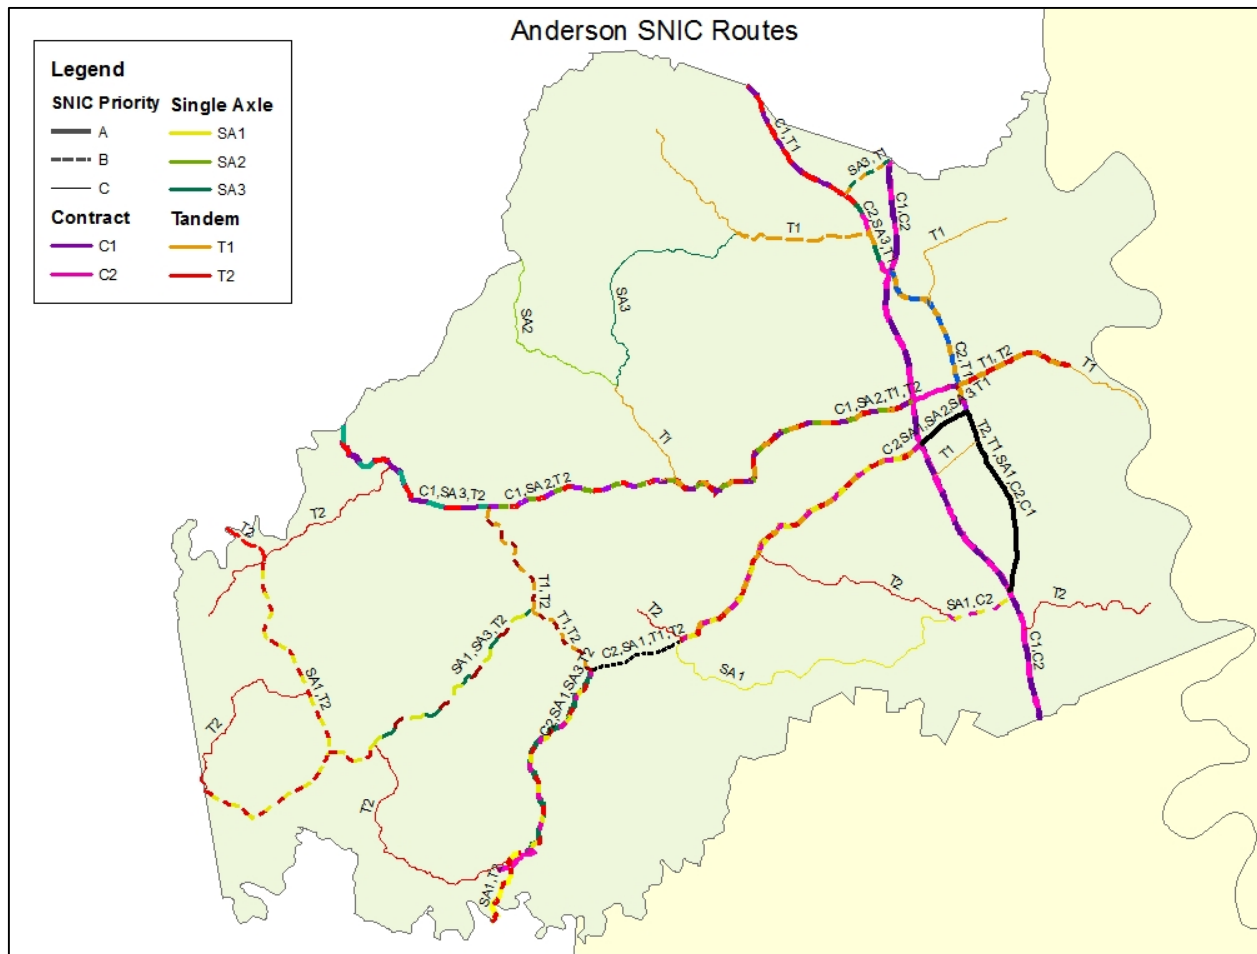 Anderson SNIC Routes
Legend
SNIC Priority
A
B
C
Single Axle
SA1
SA2
SA3
Contract
C1
C2
Tandem
T1
T2
C1,T1
SA3,T1
C1,C2
C2,SA3,T1
T1
T1
SA3
SA2
C2,T1
T1,T2
T1
C1,SA2,T1,T2
C2,SA1,SA2,SA3,T1
T1
T2,T1,SA1,C2,C1
T1
C1,SA3,T2
C1,SA2,T2
T2
T2
T1,T2
T1,T2
T2
SA1,C2
T2
T2
C2,SA1,T1,T2
SA1,SA3,T2
SA1
C1,C2
SA1,T2
C2,SA1,SA3,T2
T2
T2
SA1,T2